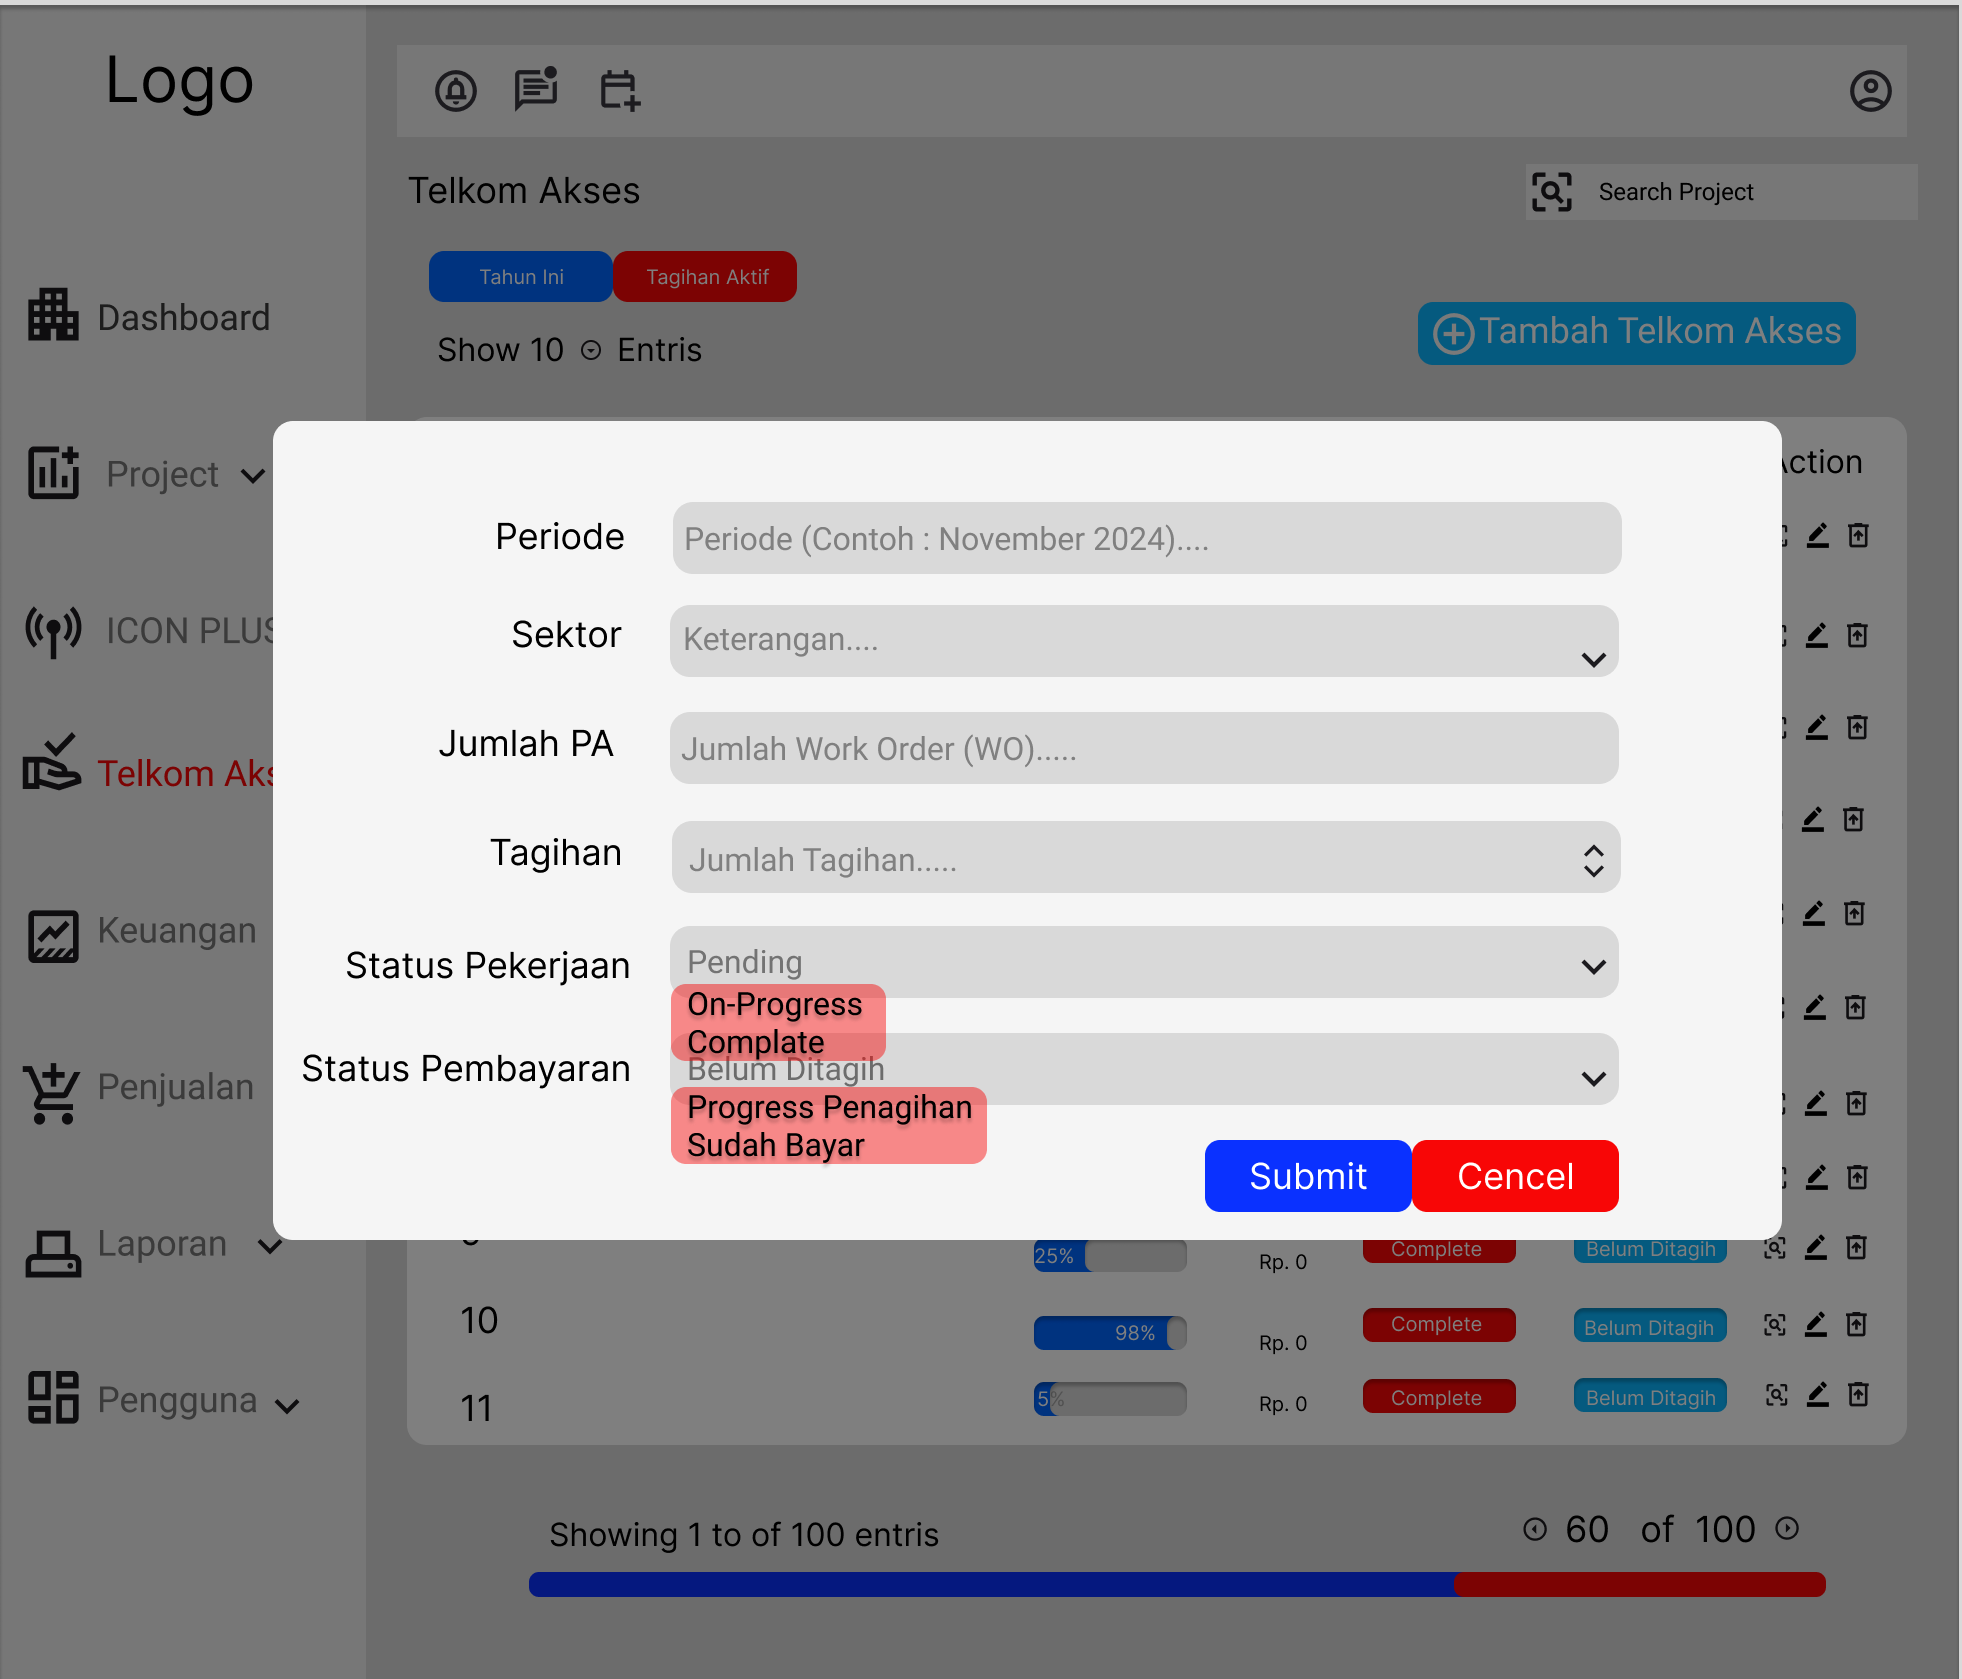 Logo
Telkom Akses
Search Project
Tahun Ini
Tagihan Aktif
Dashboard
Show 10 Entris
Tambah Telkom Akses
Project
Action
Periode
Periode (Contoh : November 2024)....
ICON PLUS
Sektor
Keterangan....
Jumlah PA
Jumlah Work Order (WO).....
Telkom Aks
Tagihan
Jumlah Tagihan.....
Keuangan
Status Pekerjaan
Pending
On-Progress
Complate
Status Pembayaran
Belum Ditagih
Penjualan
Progress Penagihan
Sudah Bayar
Submit
Cencel
Laporan
25% Rp. 0 Complete Belum Ditagih
10 98% Rp. 0 Complete Belum Ditagih
Pengguna
11 5% Rp. 0 Complete Belum Ditagih
Showing 1 to of 100 entris
60 of 100